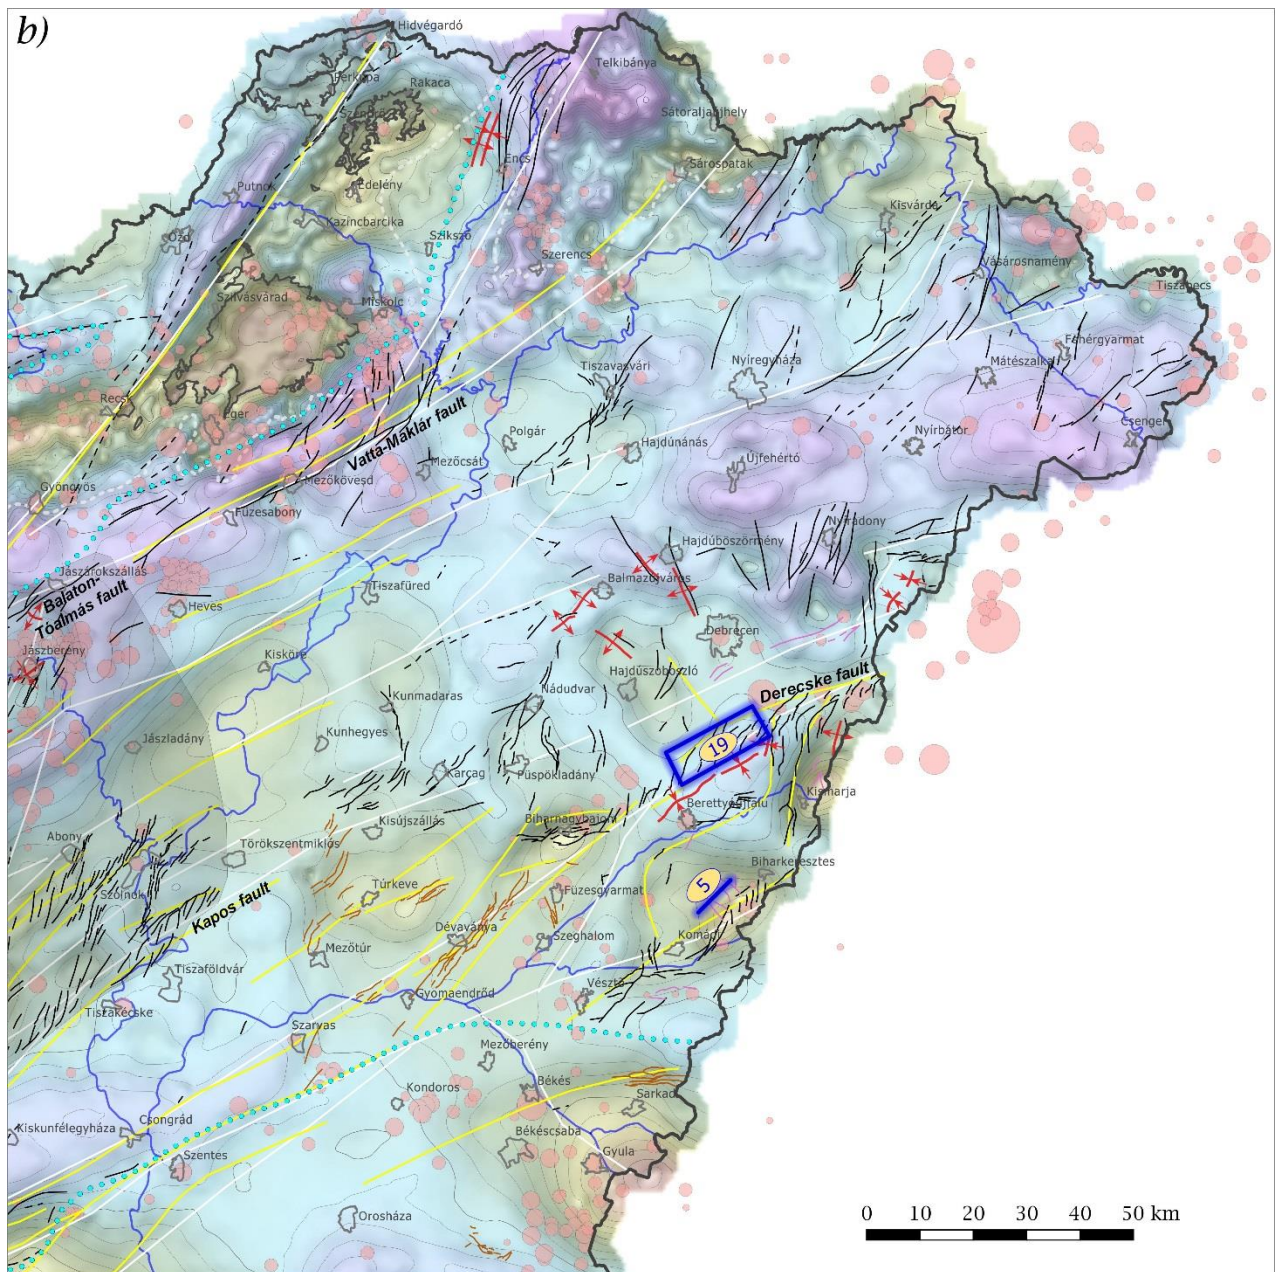 b)
Hidvégardó
Perkupa
Rakaca
Telkibánya
Szendrő
Sátoraljaújhely
Encs
Sárospatak
Putnok
Edelény
Kazincbarcika
Kisvárda
Ózd
Szikszó
Szerencs
Vásárosnamény
Tiszabecs
Szilvásvárad
Miskolc
Fehérgyarmat
Tiszavasvári
Nyíregyháza
Mátészalka
Recsk
Eger
Vatta-Maklár fault
Polgár
Hajdúnánás
Nyírbátor
Csenger
Mezőcsát
Újfehértó
Gyöngyös
Mezőkövesd
Füzesabony
Nyíradony
Hajdúböszörmény
Jászárokszállás
Balaton-
Tóalmás fault
Heves
Tiszafüred
Balmazújváros
Debrecen
Jászberény
Kisköre
Hajdúszoboszló
Derecske fault
Kunmadaras
Nádudvar
Jászladány
Kunhegyes
19
Karcag
Püspökladány
Kismarja
Berettyóújfalu
Biharnagybajom
Abony
Kisújszállás
Törökszentmiklós
Biharkeresztes
Szolnok
Túrkeve
Füzesgyarmat
5
Kapos fault
Dévaványa
Szeghalom
Komádi
Mezőtúr
Tiszaföldvár
Vésztő
Gyomaendrőd
Tiszakécske
Szarvas
Mezőberény
Békés
Kondoros
Sarkad
Csongrád
Kiskunfélegyháza
Békéscsaba
Szentes
Gyula
Orosháza
0 10 20 30 40 50 km